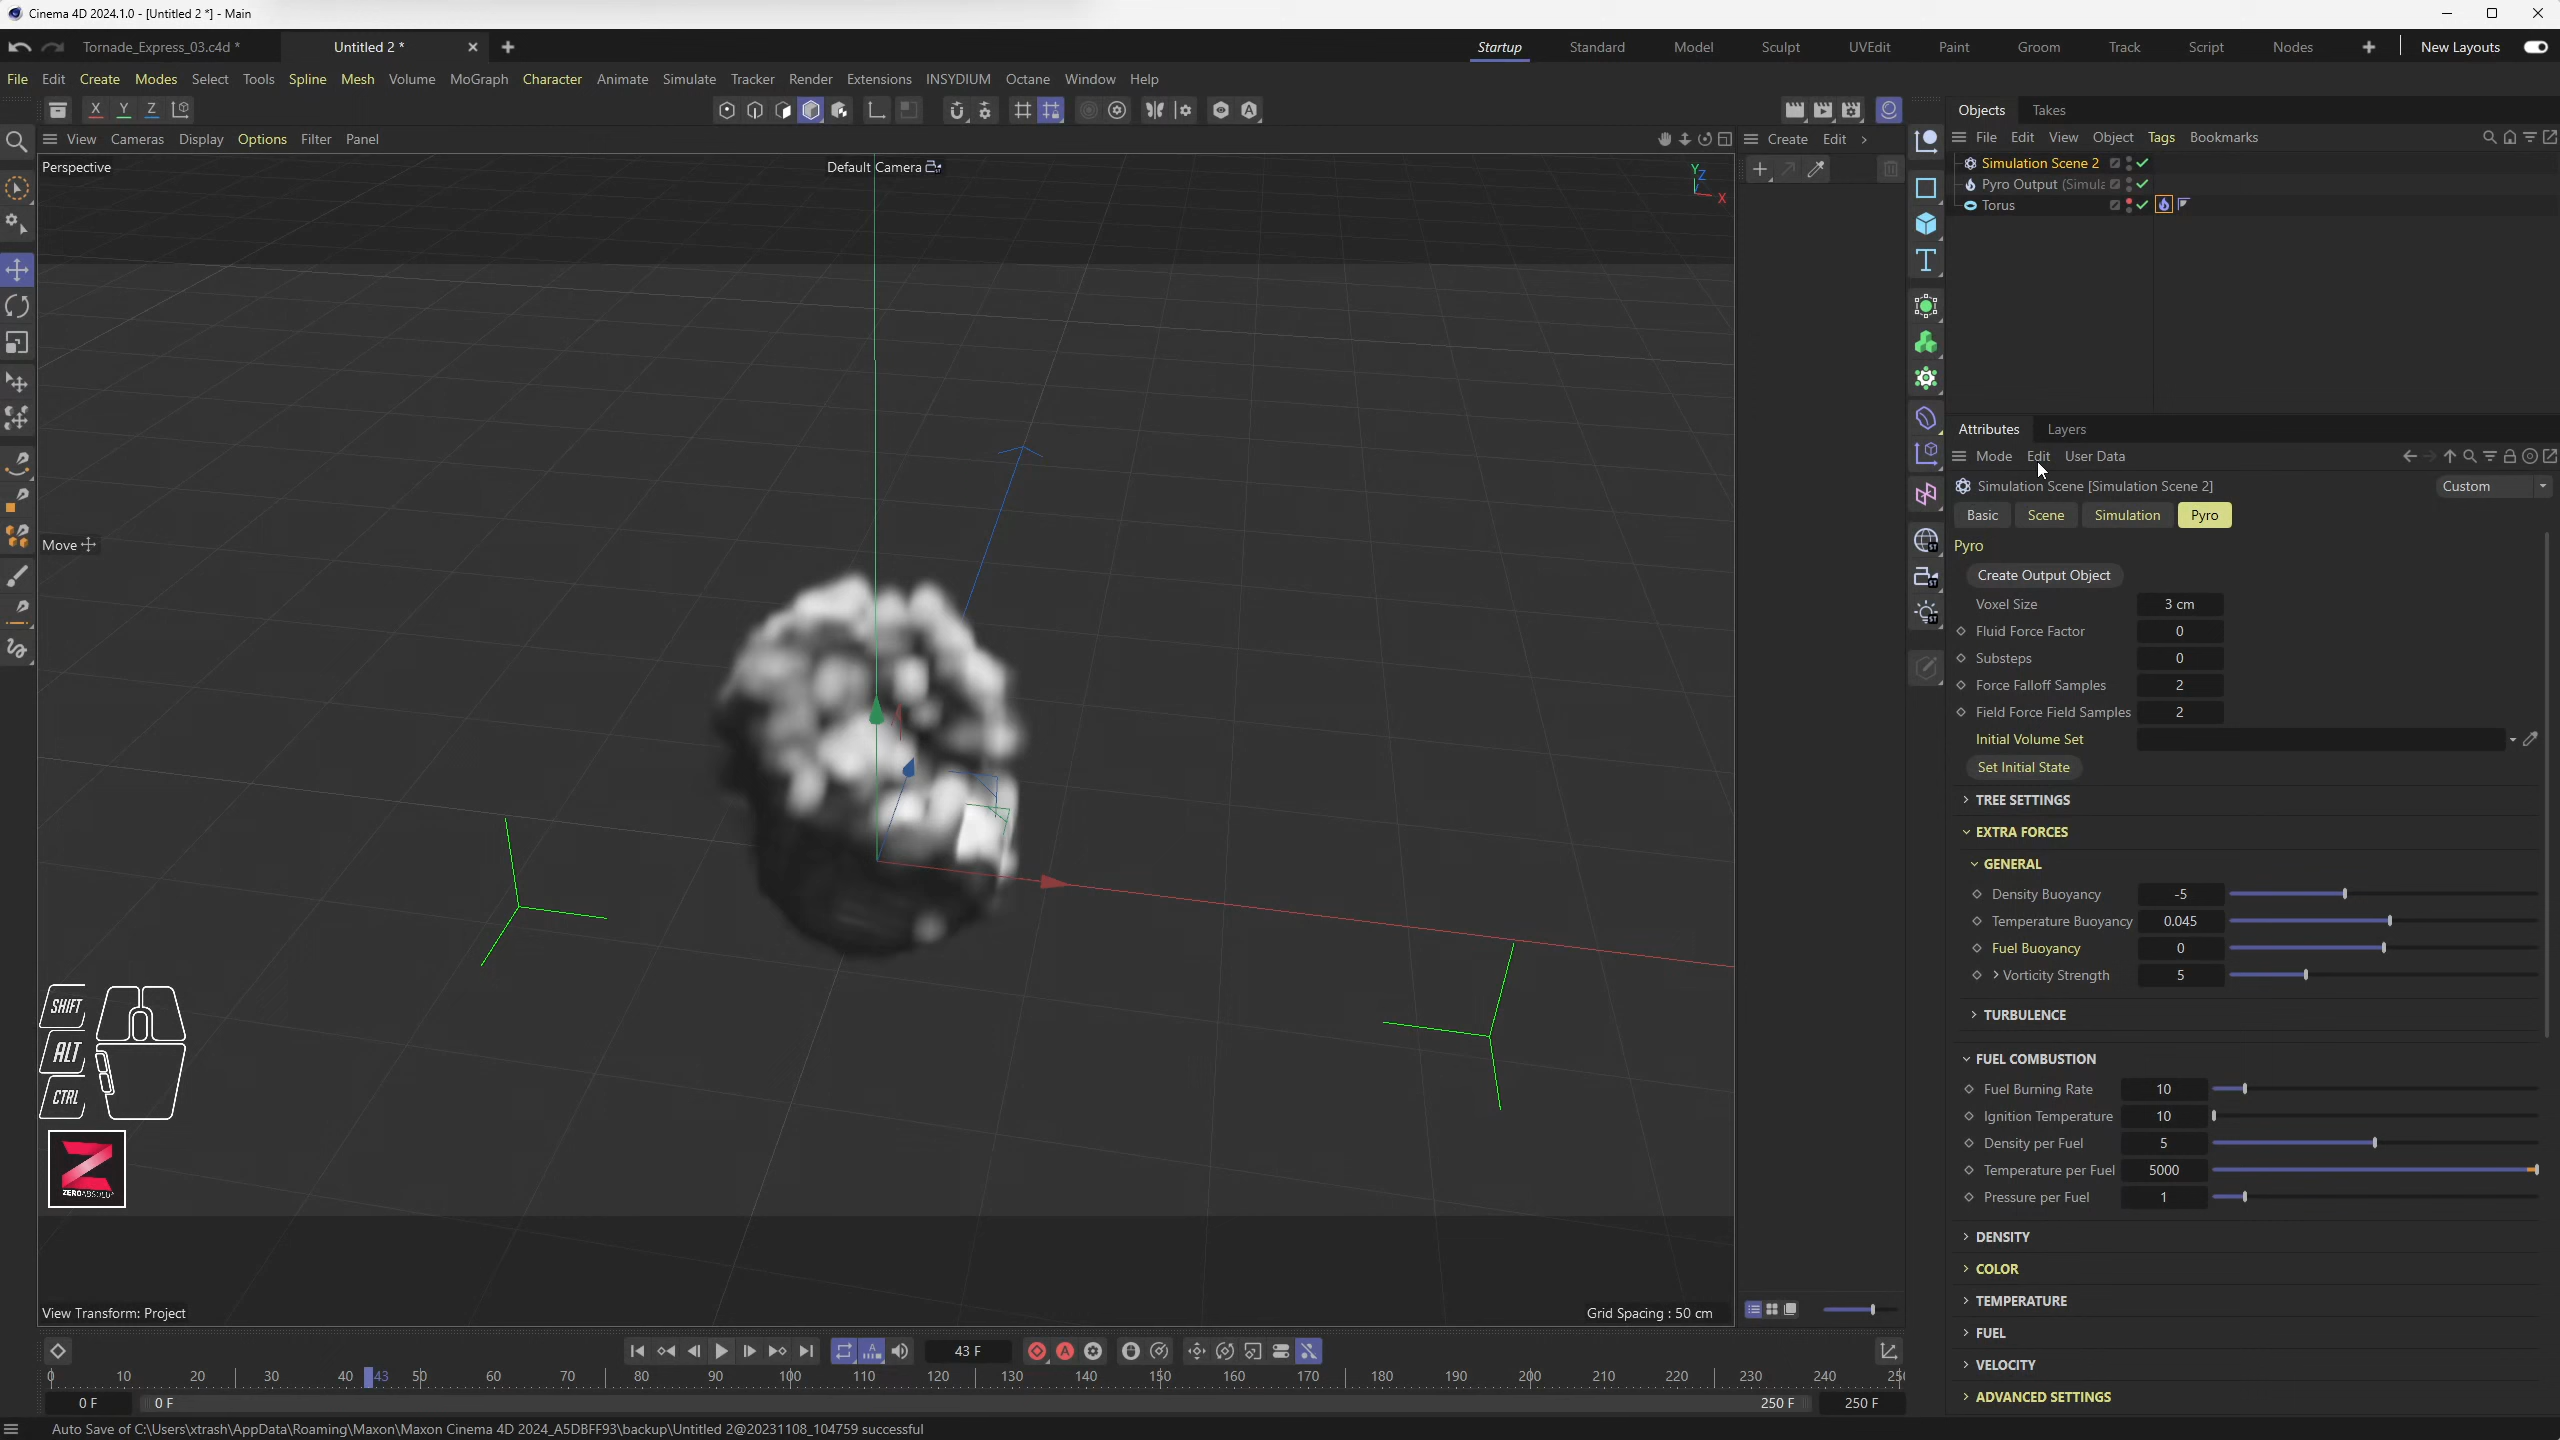 Cinema 4D 2024.1.0 - [Untitled 2 *] - Main
Tornade_Express_03.c4d *
Untitled 2 *
Startup Standard Model Sculpt UVEdit Paint Groom Track Script Nodes New Layouts
File Edit Create Modes Select Tools Spline Mesh Volume MoGraph Character Animate Simulate Tracker Render Extensions INSYDIUM Octane Window Help
X Y Z
View Cameras Display Options Filter Panel
Create Edit
Perspective
Default Camera
Y
Z
X
Move
SHIFT
ALT
CTRL
Z
ZEROABSOLU
View Transform: Project
Grid Spacing : 50 cm
Objects Takes
File Edit View Object Tags Bookmarks
Simulation Scene 2
Pyro Output (Simula
Torus
Attributes Layers
Mode Edit User Data
Simulation Scene [Simulation Scene 2]
Custom
Basic Scene Simulation Pyro
Pyro
Create Output Object
Voxel Size 3 cm
Fluid Force Factor 0
Substeps 0
Force Falloff Samples 2
Field Force Field Samples 2
Initial Volume Set
Set Initial State
TREE SETTINGS
EXTRA FORCES
GENERAL
Density Buoyancy -5
Temperature Buoyancy 0.045
Fuel Buoyancy 0
Vorticity Strength 5
TURBULENCE
FUEL COMBUSTION
Fuel Burning Rate 10
Ignition Temperature 10
Density per Fuel 5
Temperature per Fuel 5000
Pressure per Fuel 1
DENSITY
COLOR
TEMPERATURE
FUEL
VELOCITY
ADVANCED SETTINGS
43 F
0 10 20 30 40 43 50 60 70 80 90 100 110 120 130 140 150 160 170 180 190 200 210 220 230 240
0 F 0 F 250 F 250 F
Auto Save of C:\Users\xtrash\AppData\Roaming\Maxon\Maxon Cinema 4D 2024_A5DBFF93\backup\Untitled 2@20231108_104759 successful